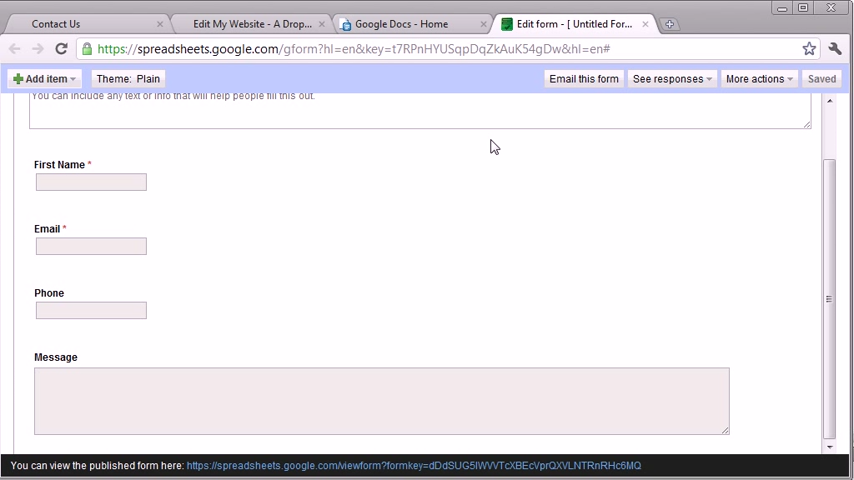 Contact Us
Edit My Website - A Drop...
Google Docs - Home
Edit form - [ Untitled For...
https://spreadsheets.google.com/gform?hl=en&key=t7RPnHYUSqpDqZkAuK54gDw&hl=en#
Add item
Theme: Plain
Email this form
See responses
More actions
Saved
You can include any text or info that will help people fill this out.
First Name *
Email *
Phone
Message
You can view the published form here: https://spreadsheets.google.com/viewform?formkey=dDdSUG5IWVVTcXBEcVprQXVLNTRnRHc6MQ